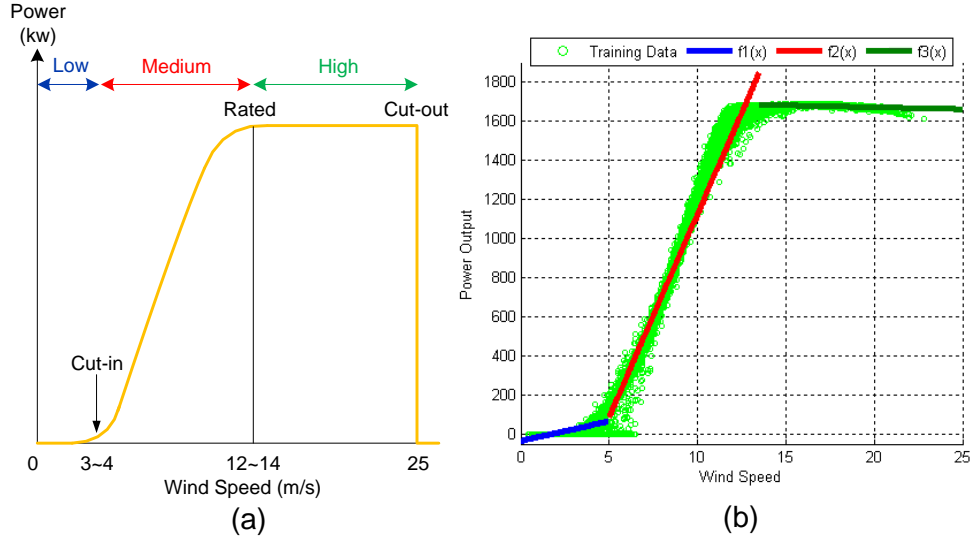 Power
(kw)
Low Medium High
Rated Cut-out
Cut-in
0 3~4 12~14 25
Wind Speed (m/s)
(a)
Training Data f1(x) f2(x) f3(x)
1800
1600
1400
1200
1000
800
600
400
200
0
0 5 10 15 20 25
Power Output
Wind Speed
(b)